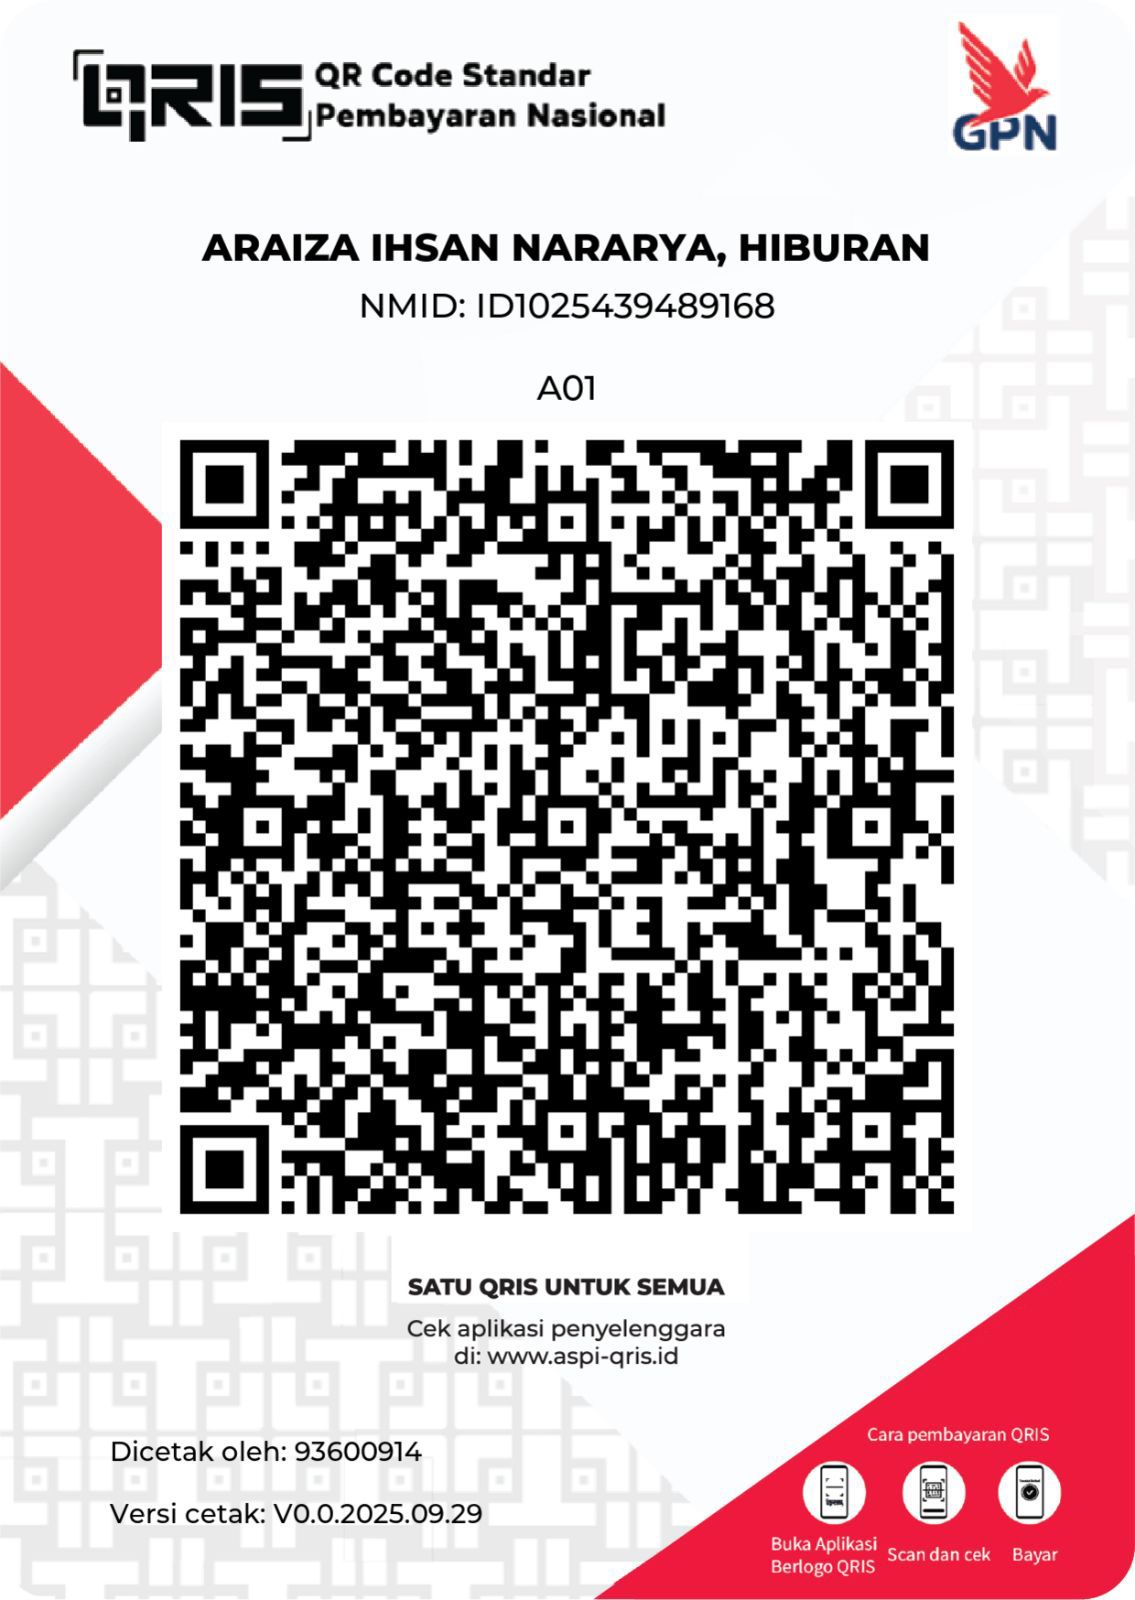 QRIS
QR Code Standar
Pembayaran Nasional
GPN
ARAIZA IHSAN NARARYA, HIBURAN
NMID: ID1025439489168
A01
SATU QRIS UNTUK SEMUA
Cek aplikasi penyelenggara
di: www.aspi-qris.id
Dicetak oleh: 93600914
Versi cetak: V0.0.2025.09.29
Cara pembayaran QRIS
Buka Aplikasi
Berlogo QRIS
Scan dan cek
Bayar